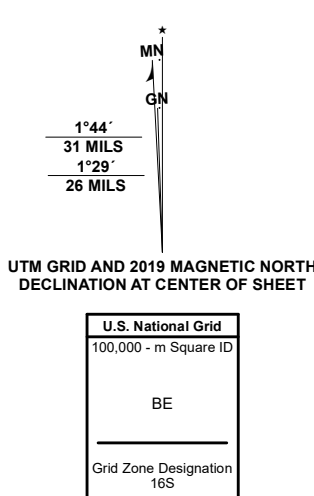 MN
GN
1°44´
31 MILS
1°29´
26 MILS
UTM GRID AND 2019 MAGNETIC NORTH
DECLINATION AT CENTER OF SHEET
U.S. National Grid
100,000 - m Square ID
BE
Grid Zone Designation
16S